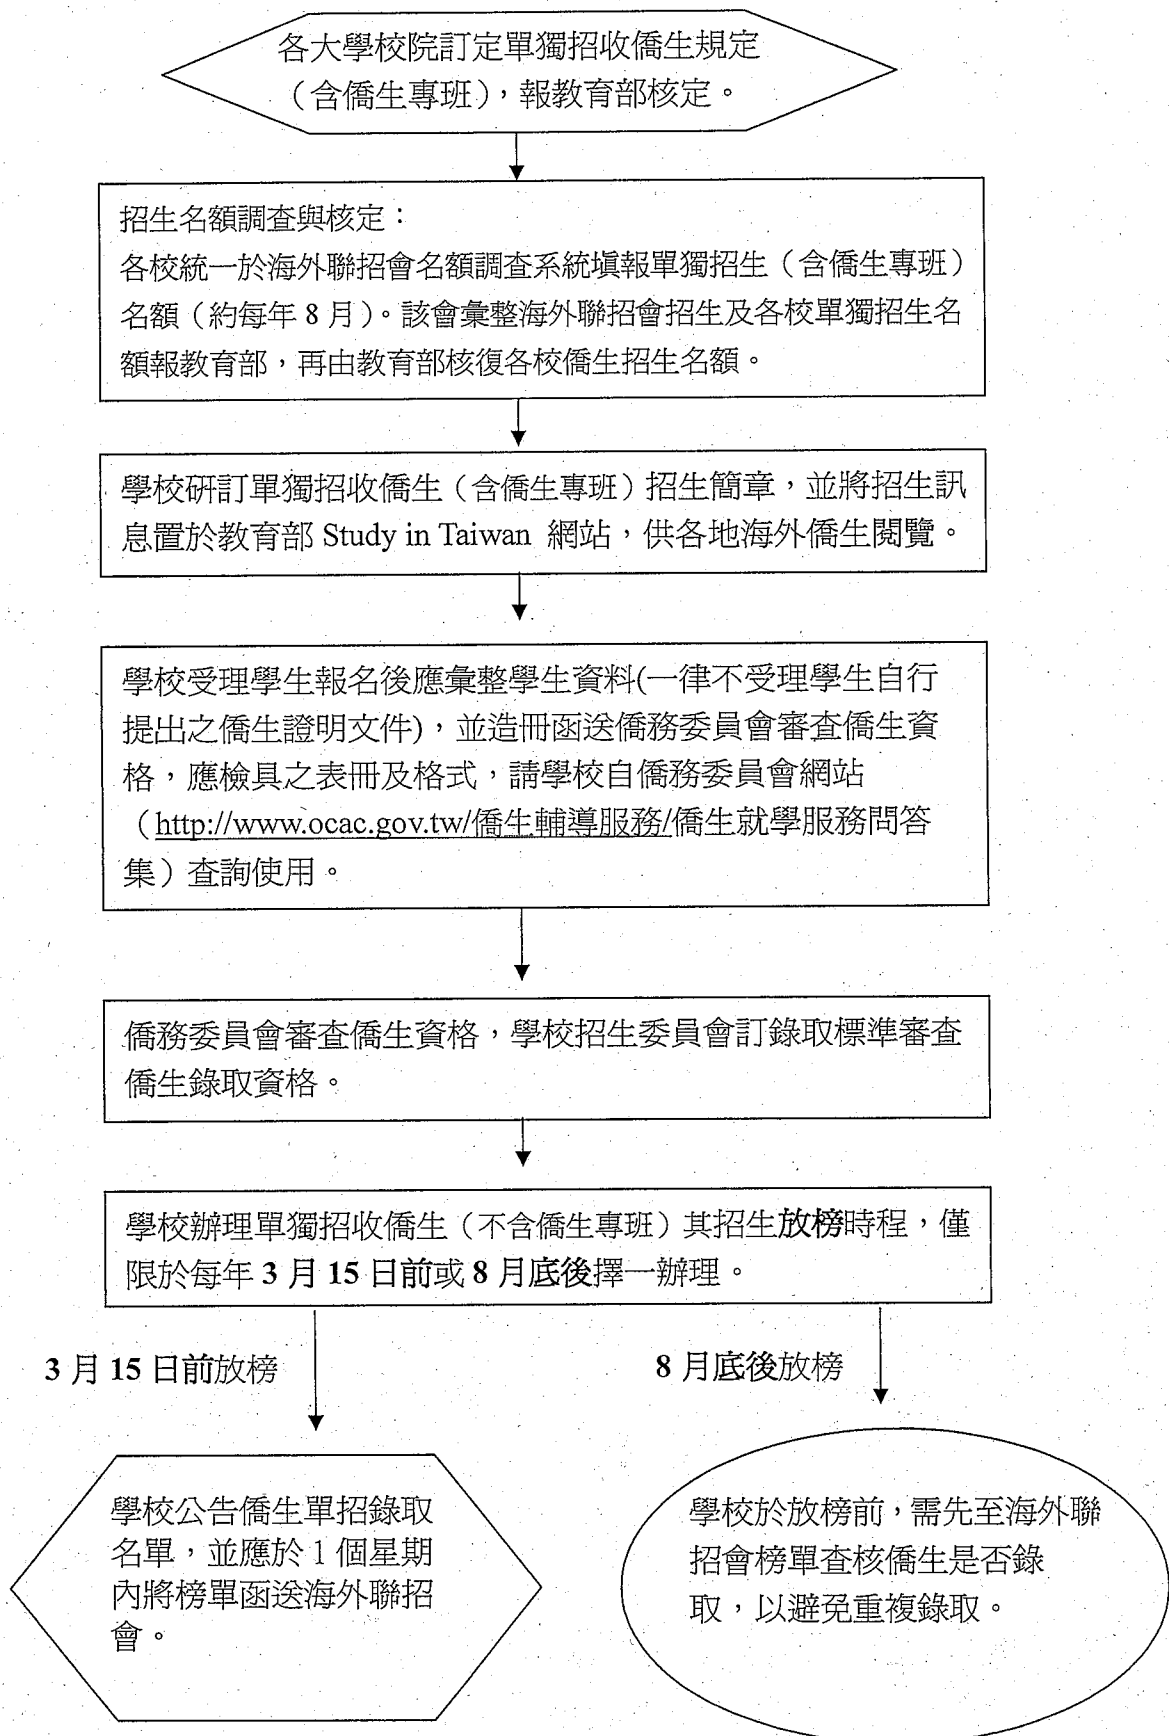 各大學校院訂定單獨招收僑生規定
（含僑生專班），報教育部核定。
招生名額調查與核定：
各校統一於海外聯招會名額調查系統填報單獨招生（含僑生專班）
名額（約每年 8 月）。該會彙整海外聯招會招生及各校單獨招生名
額報教育部，再由教育部核復各校僑生招生名額。
學校研訂單獨招收僑生（含僑生專班）招生簡章，並將招生訊
息置於教育部 Study in Taiwan 網站，供各地海外僑生閱覽。
學校受理學生報名後應彙整學生資料(一律不受理學生自行
提出之僑生證明文件)，並造冊函送僑務委員會審查僑生資
格，應檢具之表冊及格式，請學校自僑務委員會網站
（http://www.ocac.gov.tw/僑生輔導服務/僑生就學服務問答
集）查詢使用。
僑務委員會審查僑生資格，學校招生委員會訂錄取標準審查
僑生錄取資格。
學校辦理單獨招收僑生（不含僑生專班）其招生放榜時程，僅
限於每年 3 月 15 日前或 8 月底後擇一辦理。
3 月 15 日前放榜
8 月底後放榜
學校公告僑生單招錄取
名單，並應於 1 個星期
內將榜單函送海外聯招
會。
學校於放榜前，需先至海外聯
招會榜單查核僑生是否錄
取，以避免重複錄取。